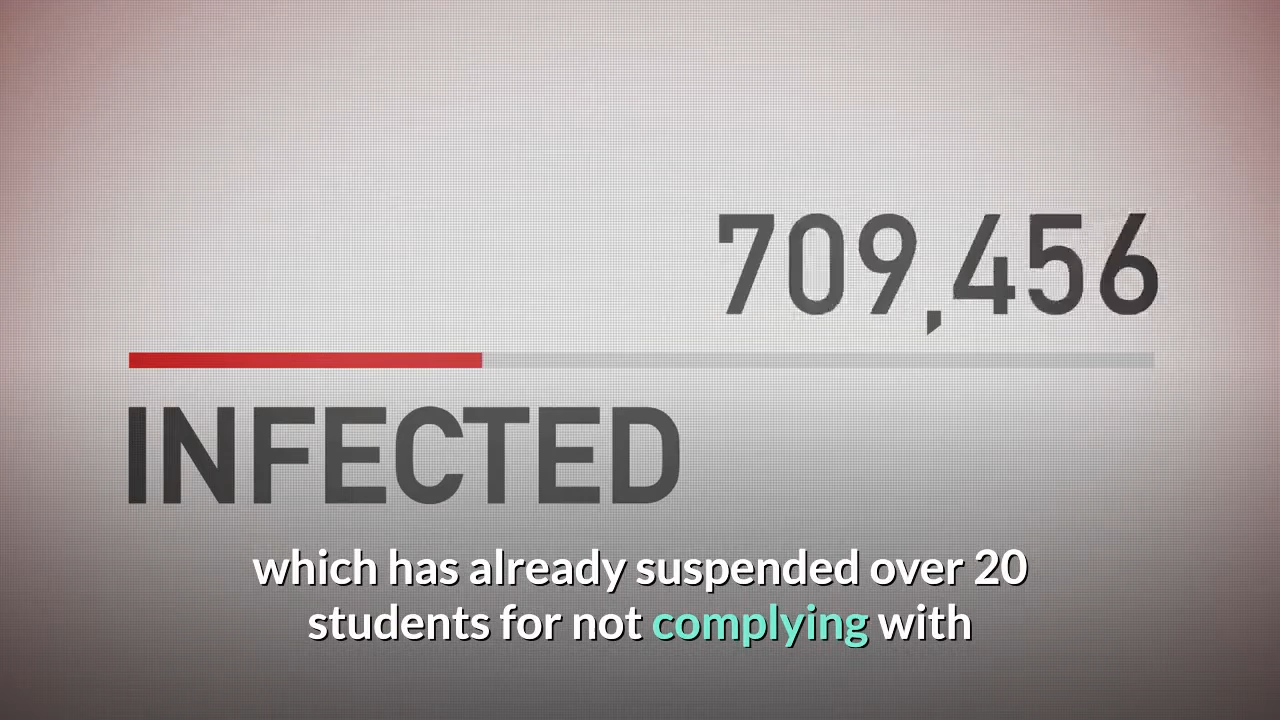 709,456
INFECTED
which has already suspended over 20
students for not complying with